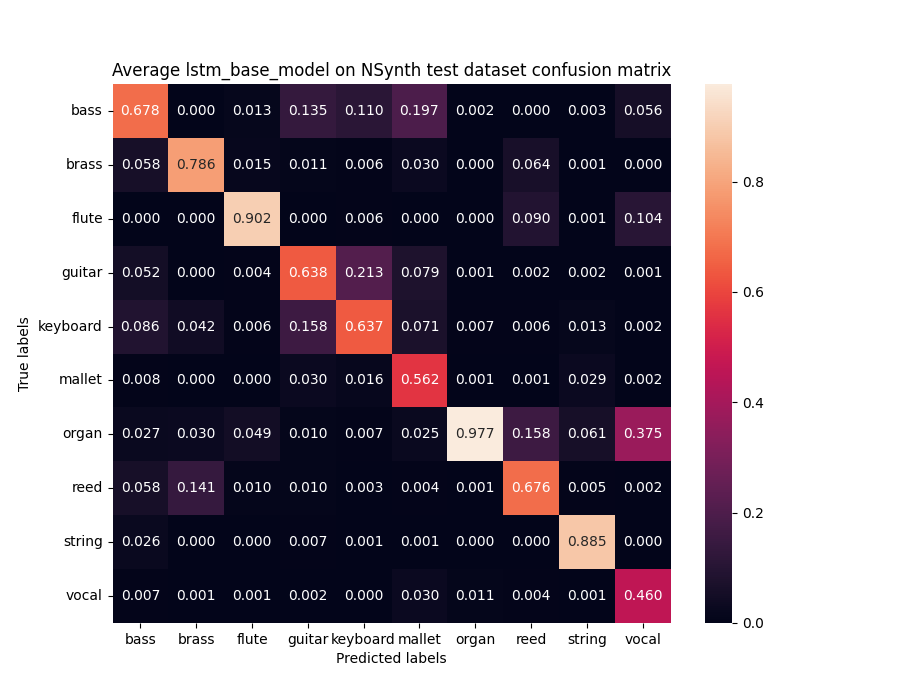 Average lstm_base_model on NSynth test dataset confusion matrix
bass 0.678 0.000 0.013 0.135 0.110 0.197 0.002 0.000 0.003 0.056
brass 0.058 0.786 0.015 0.011 0.006 0.030 0.000 0.064 0.001 0.000
flute 0.000 0.000 0.902 0.000 0.006 0.000 0.000 0.090 0.001 0.104
guitar 0.052 0.000 0.004 0.638 0.213 0.079 0.001 0.002 0.002 0.001
keyboard 0.086 0.042 0.006 0.158 0.637 0.071 0.007 0.006 0.013 0.002
mallet 0.008 0.000 0.000 0.030 0.016 0.562 0.001 0.001 0.029 0.002
organ 0.027 0.030 0.049 0.010 0.007 0.025 0.977 0.158 0.061 0.375
reed 0.058 0.141 0.010 0.010 0.003 0.004 0.001 0.676 0.005 0.002
string 0.026 0.000 0.000 0.007 0.001 0.001 0.000 0.000 0.885 0.000
vocal 0.007 0.001 0.001 0.002 0.000 0.030 0.011 0.004 0.001 0.460
bass brass flute guitar keyboard mallet organ reed string vocal
Predicted labels
True labels
0.8
0.6
0.4
0.2
0.0